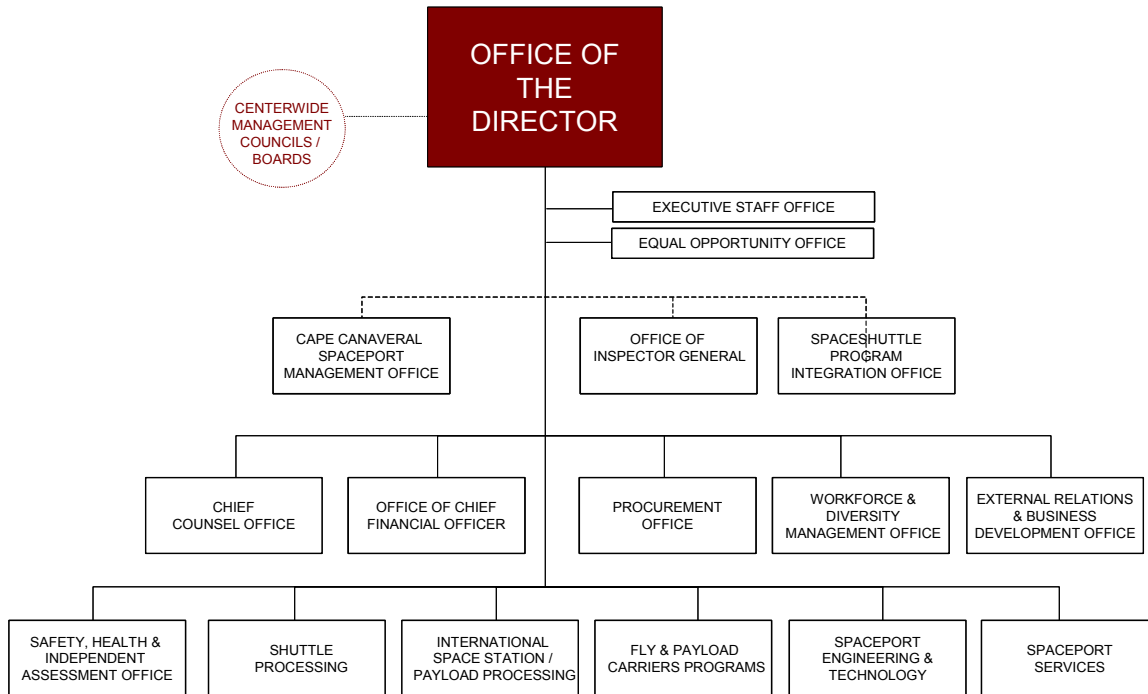 OFFICE OF
THE
DIRECTOR
CENTERWIDE
MANAGEMENT
COUNCILS /
BOARDS
EXECUTIVE STAFF OFFICE
EQUAL OPPORTUNITY OFFICE
CAPE CANAVERAL
SPACEPORT
MANAGEMENT OFFICE
OFFICE OF
INSPECTOR GENERAL
SPACESHUTTLE
PROGRAM
INTEGRATION OFFICE
CHIEF
COUNSEL OFFICE
OFFICE OF CHIEF
FINANCIAL OFFICER
PROCUREMENT
OFFICE
WORKFORCE &
DIVERSITY
MANAGEMENT OFFICE
EXTERNAL RELATIONS
& BUSINESS
DEVELOPMENT OFFICE
SAFETY, HEALTH &
INDEPENDENT
ASSESSMENT OFFICE
SHUTTLE
PROCESSING
INTERNATIONAL
SPACE STATION /
PAYLOAD PROCESSING
FLY & PAYLOAD
CARRIERS PROGRAMS
SPACEPORT
ENGINEERING &
TECHNOLOGY
SPACEPORT
SERVICES